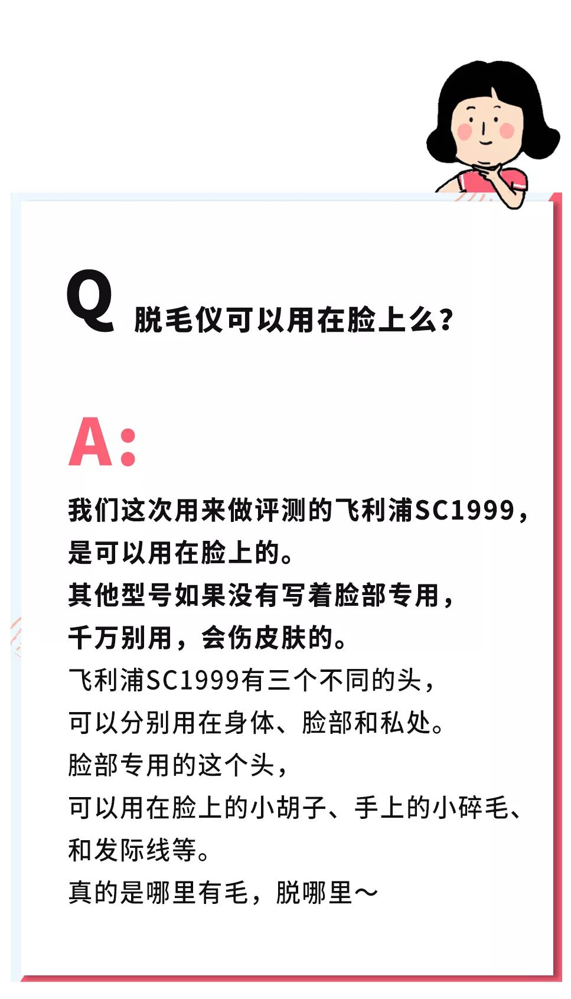 Q 脱毛仪可以用在脸上么?
A:
我们这次用来做评测的飞利浦SC1999，
是可以用在脸上的。
其他型号如果没有写着脸部专用，
千万别用，会伤皮肤的。
飞利浦SC1999有三个不同的头，
可以分别用在身体、脸部和私处。
脸部专用的这个头，
可以用在脸上的小胡子、手上的小碎毛、
和发际线等。
真的是哪里有毛，脱哪里～